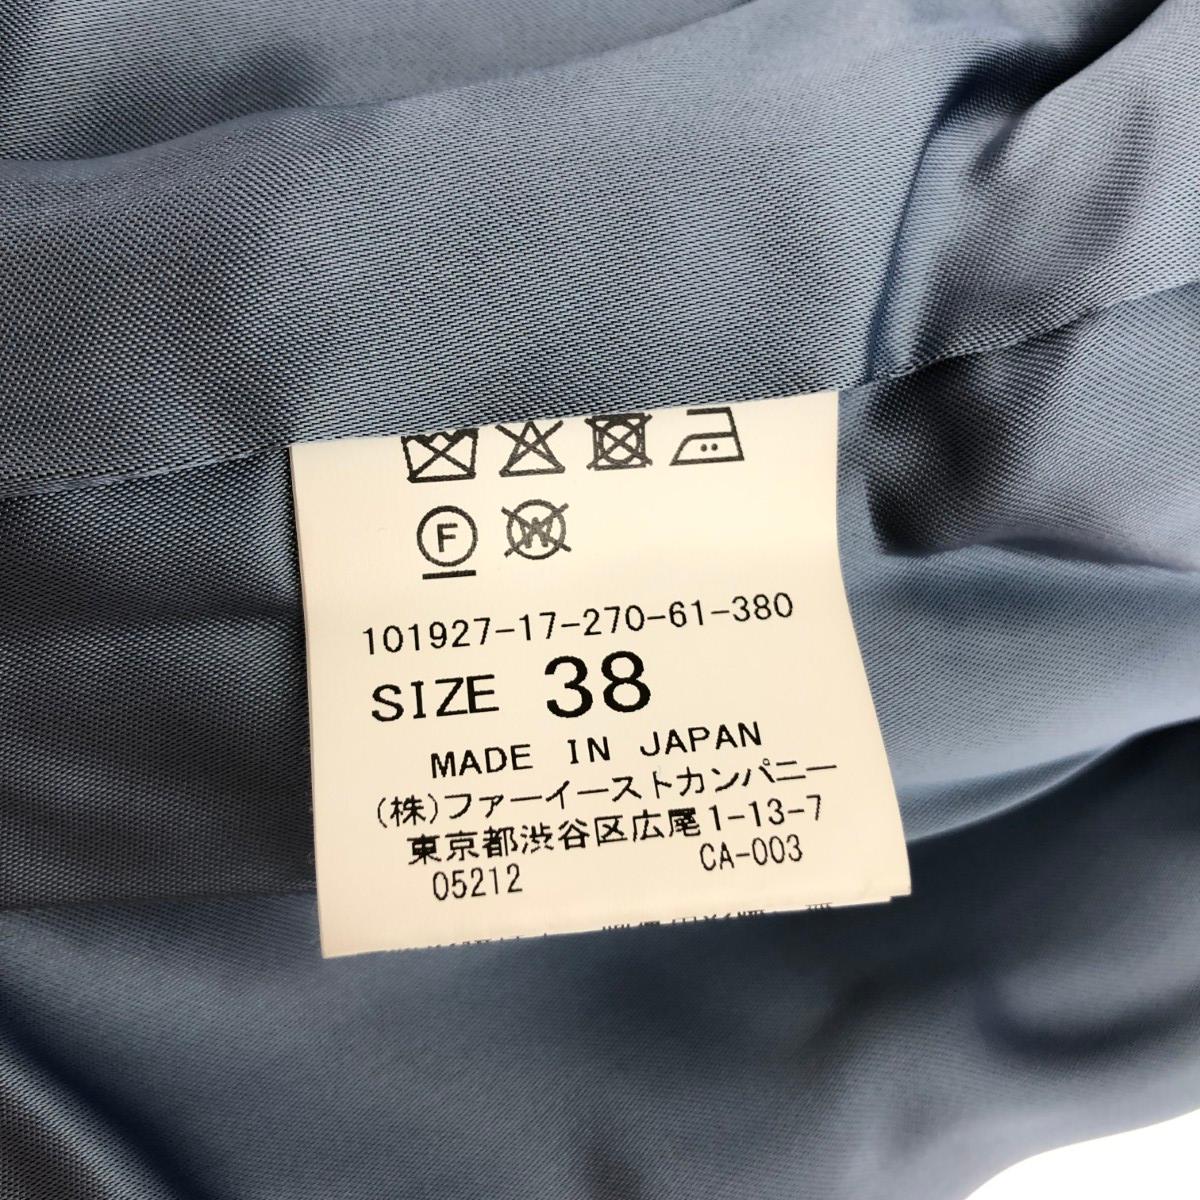 F W
101927-17-270-61-380
SIZE 38
MADE IN JAPAN
(株)ファーイーストカンパニー
東京都渋谷区広尾1-13-7
05212 CA-003